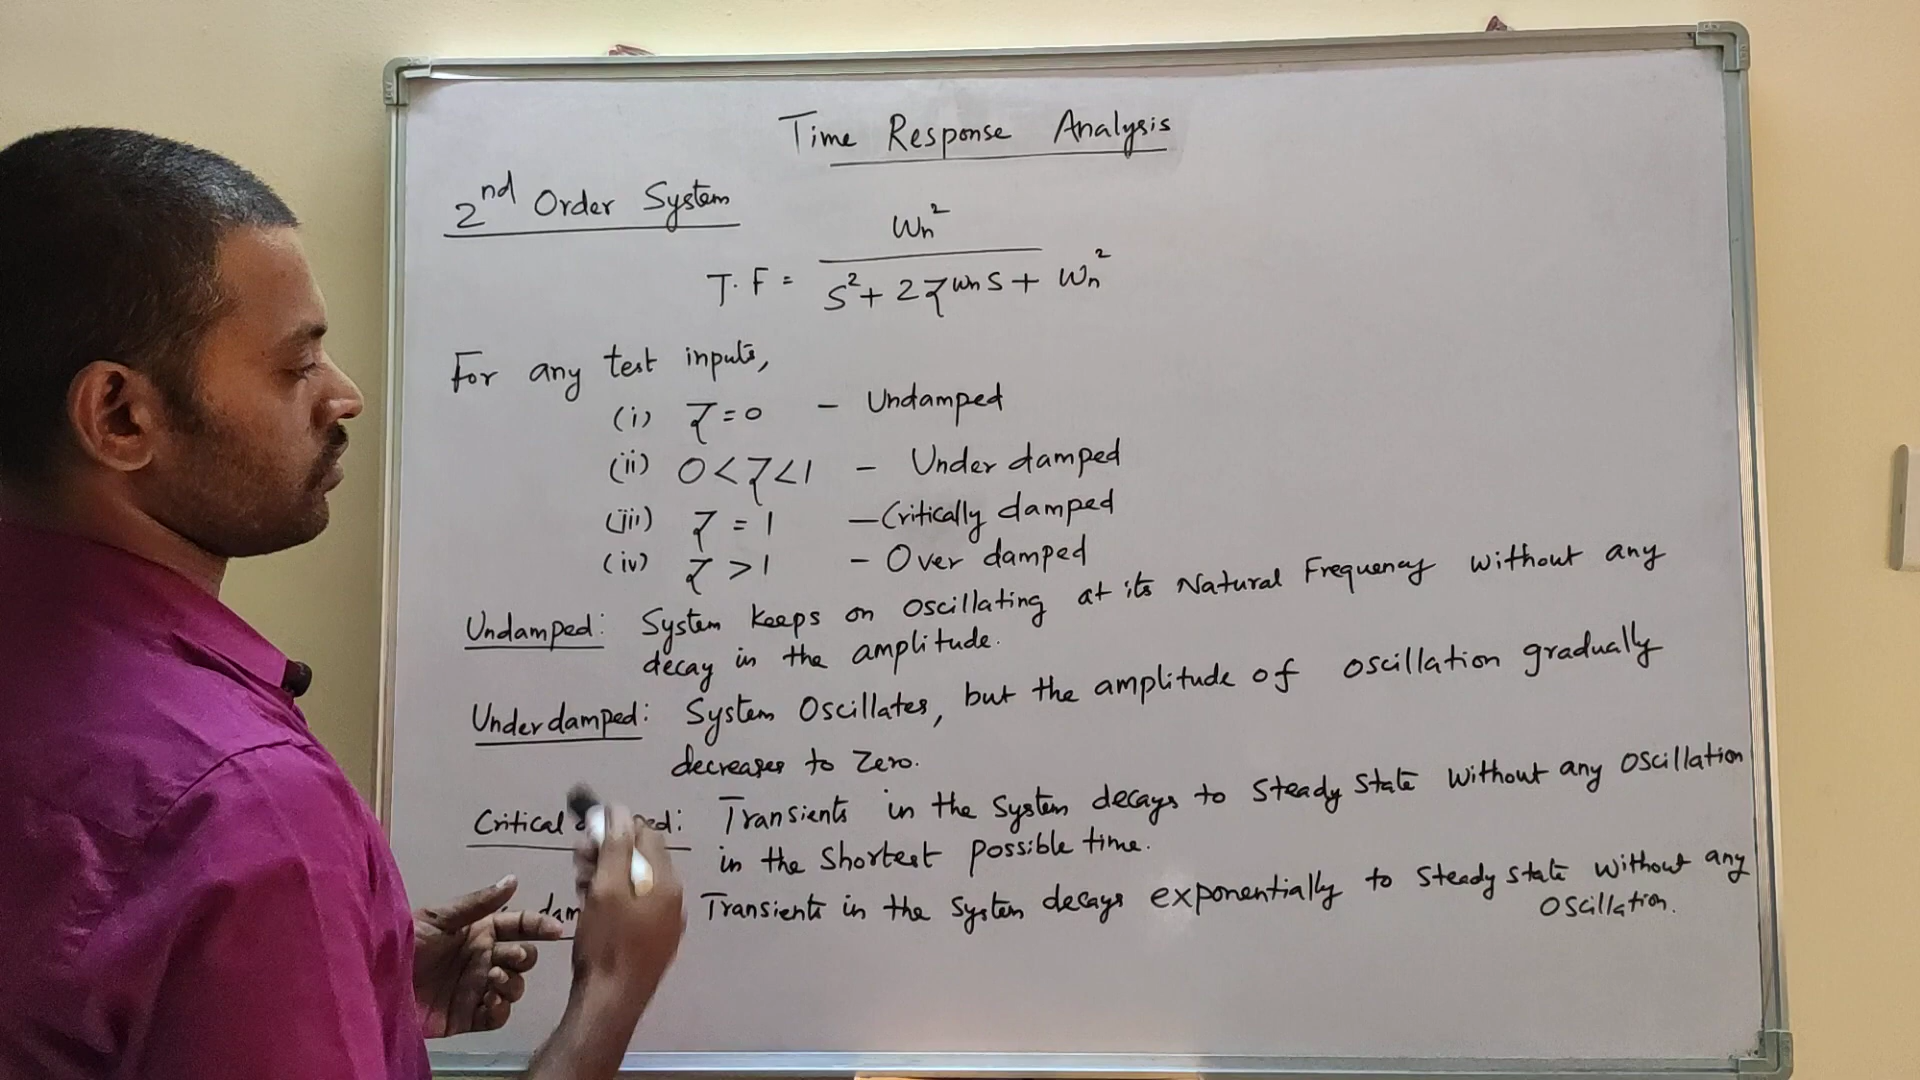 Time Response Analysis
2nd Order System
T.F = ωn² / s² + 2ζωns + ωn²
For any test inputs,
(i) ζ = 0 - Undamped
(ii) 0 < ζ < 1 - Under damped
(iii) ζ = 1 - Critically damped
(iv) ζ > 1 - Over damped
Undamped: System keeps on oscillating at its Natural Frequency without any
decay in the amplitude.
Underdamped: System Oscillates, but the amplitude of oscillation gradually
decreases to Zero.
Critical : Transients in the System decays to Steady State without any oscillation
in the Shortest possible time.
Transients in the System decays exponentially to Steady state without any
oscillation.